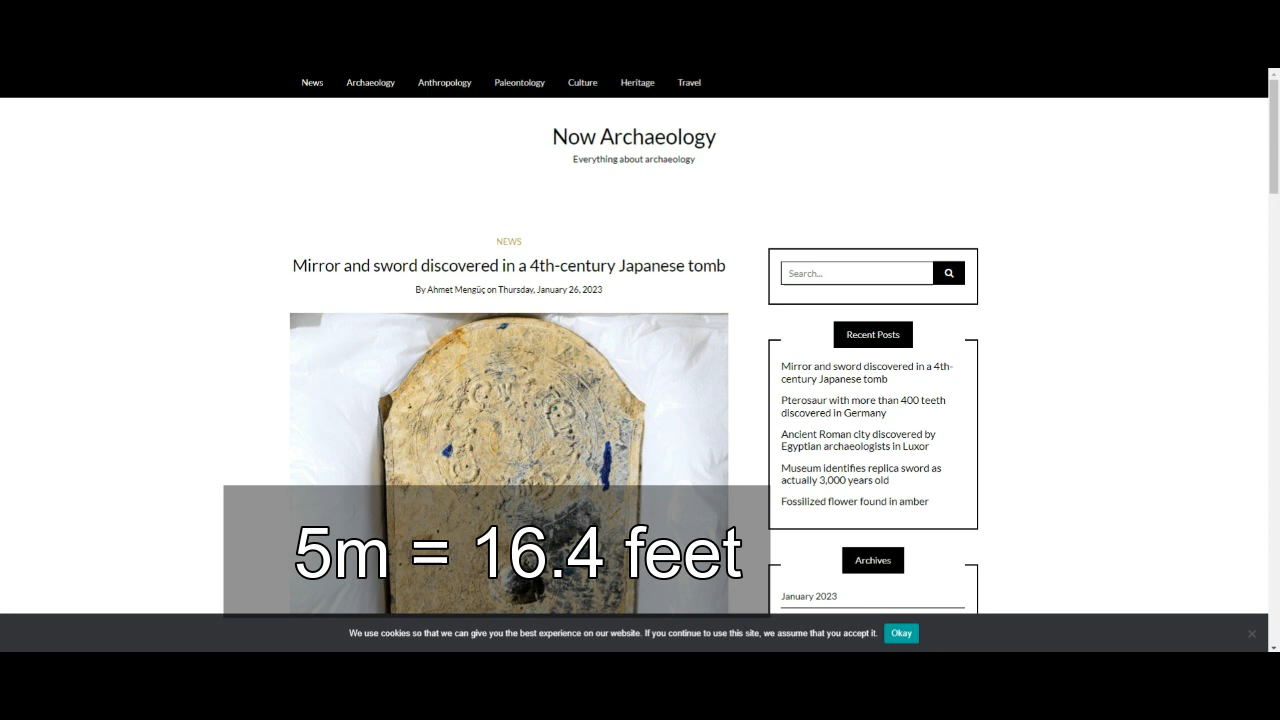 News Archaeology Anthropology Paleontology Culture Heritage Travel
Now Archaeology
Everything about archaeology
NEWS
Mirror and sword discovered in a 4th-century Japanese tomb
By Ahmet Mengüç on Thursday, January 26, 2023
Search...
Recent Posts
Mirror and sword discovered in a 4th-
century Japanese tomb
Pterosaur with more than 400 teeth
discovered in Germany
Ancient Roman city discovered by
Egyptian archaeologists in Luxor
Museum identifies replica sword as
actually 3,000 years old
Fossilized flower found in amber
Archives
January 2023
5m = 16.4 feet
We use cookies so that we can give you the best experience on our website. If you continue to use this site, we assume that you accept it. Okay